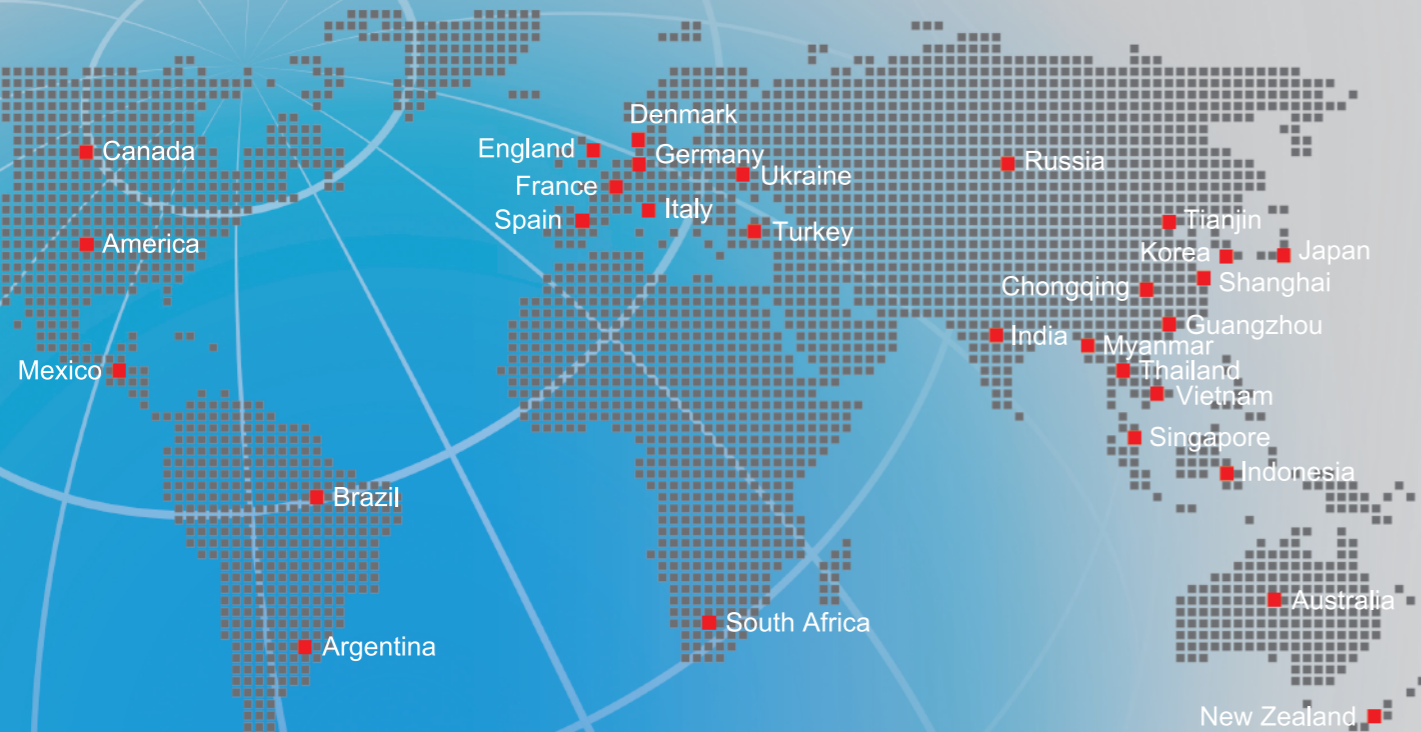 Denmark
Canada
England
Germany
Ukraine
Russia
France
Spain
Italy
Turkey
America
Tianjin
Korea
Japan
Chongqing
Shanghai
India
Guangzhou
Myanmar
Mexico
Thailand
Vietnam
Singapore
Indonesia
Brazil
Australia
South Africa
Argentina
New Zealand